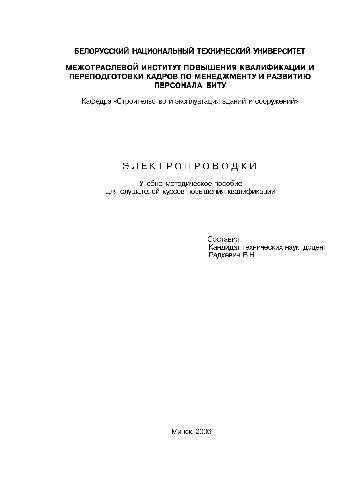 БЕЛОРУССКИЙ НАЦИОНАЛЬНЫЙ ТЕХНИЧЕСКИЙ УНИВЕРСИТЕТ
МЕЖОТРАСЛЕВОЙ ИНСТИТУТ ПОВЫШЕНИЯ КВАЛИФИКАЦИИ И
ПЕРЕПОДГОТОВКИ КАДРОВ ПО МЕНЕДЖМЕНТУ И РАЗВИТИЮ
ПЕРСОНАЛА БНТУ
Кафедра «Строительство и эксплуатация зданий и сооружений»
ЭЛЕКТРОПРОВОДКИ
Учебно-методическое пособие
для слушателей курсов повышения квалификации
Составил
Кандидат технических наук, доцент
Радкевич В.Н.
Минск, 2006